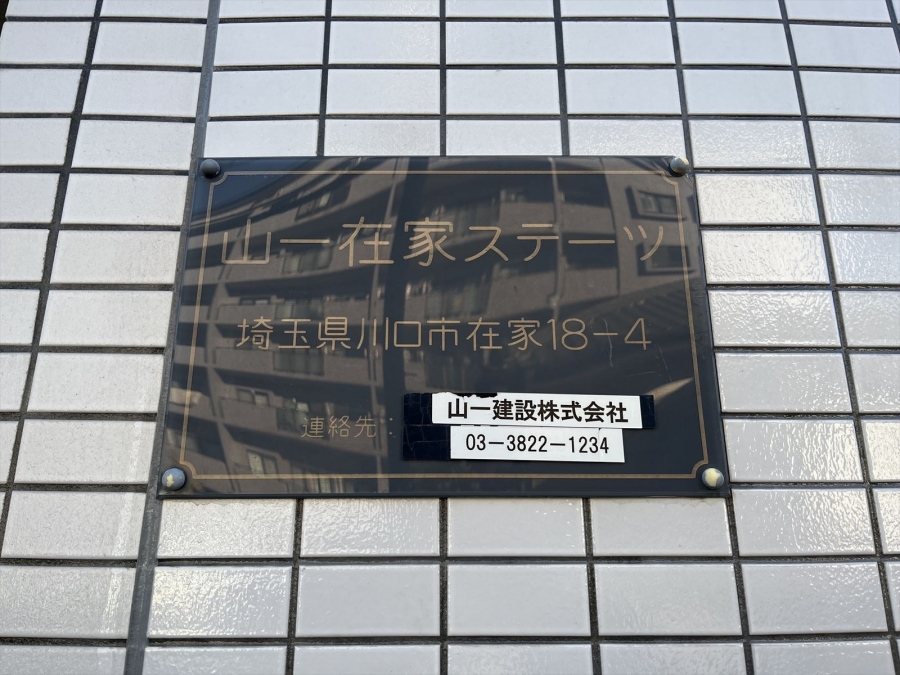 山一在家ステーツ
埼玉県川口市在家18-4
連絡先: 山一建設株式会社
03-3822-1234